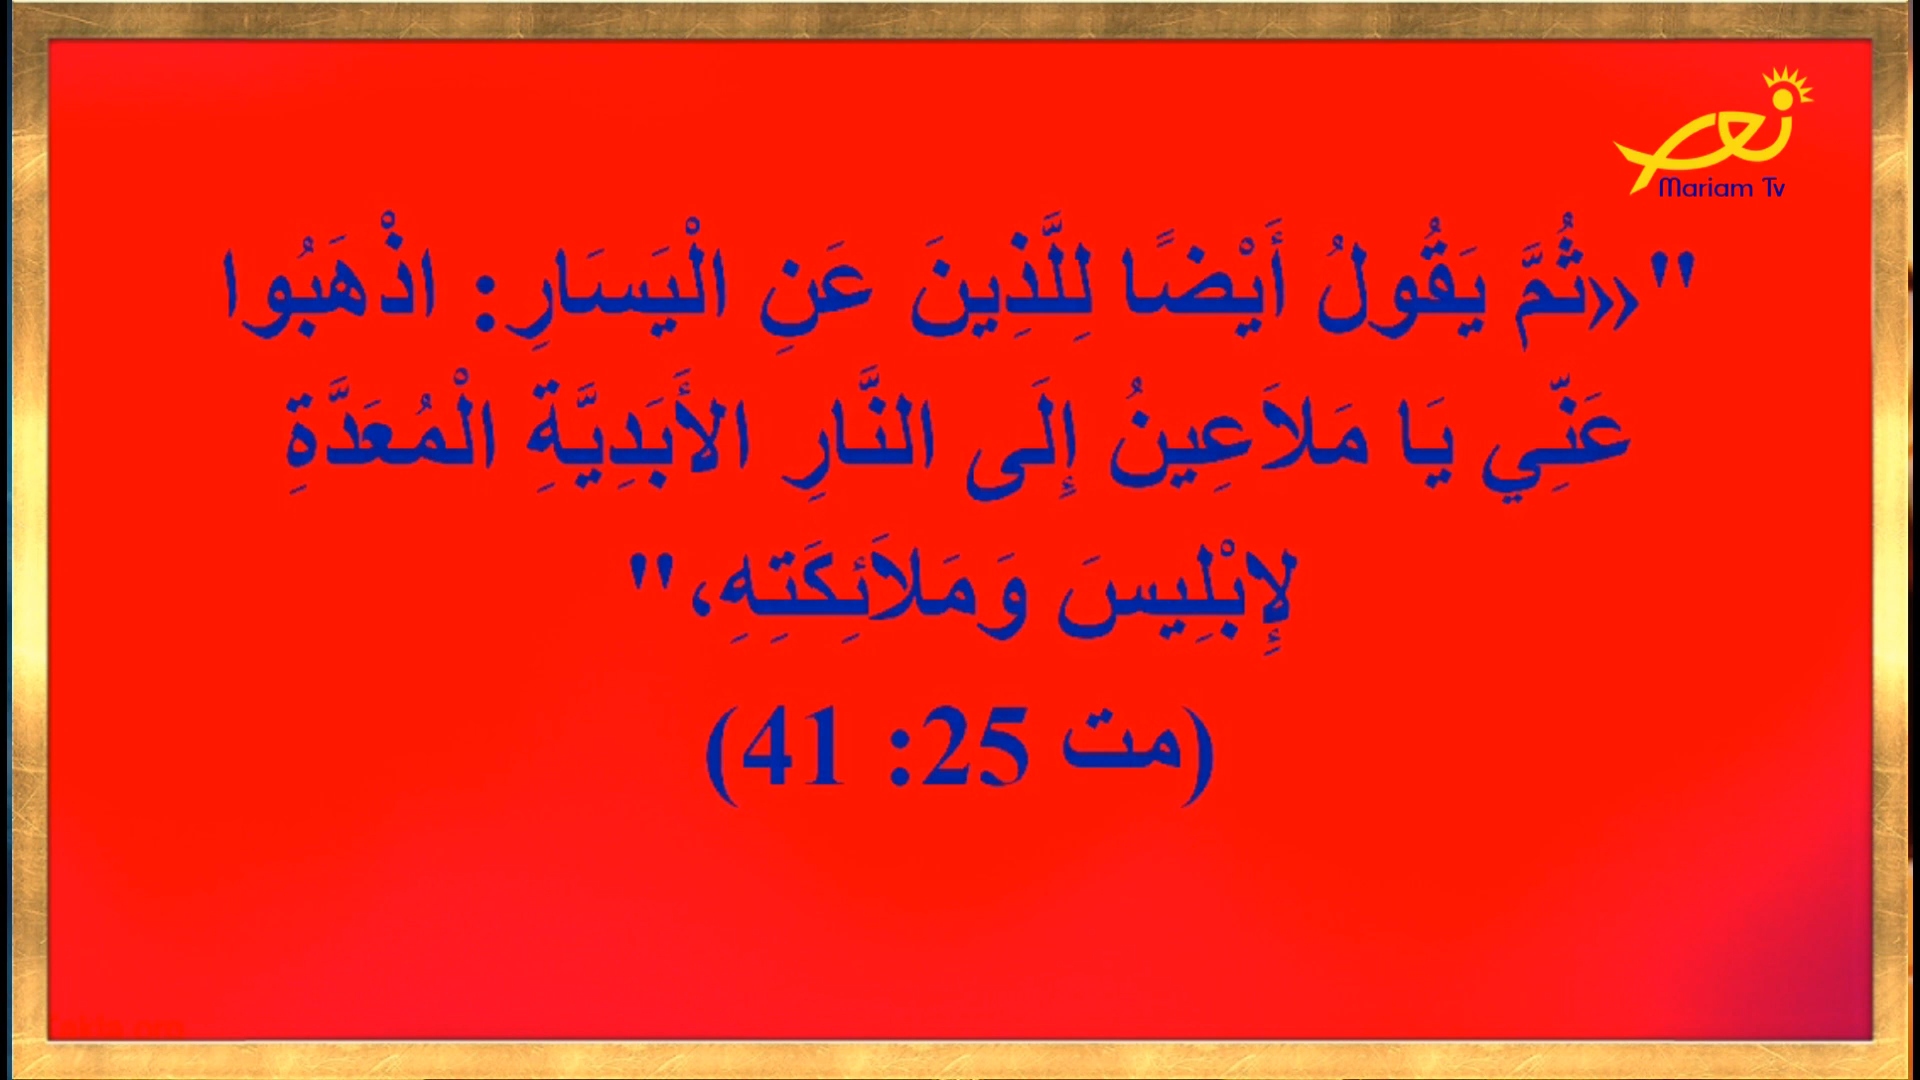 نعم
Mariam Tv
"«ثُمَّ يَقُولُ أَيْضًا لِلَّذِينَ عَنِ الْيَسَارِ: اذْهَبُوا
عَنِّي يَا مَلاَعِينُ إِلَى النَّارِ الأَبَدِيَّةِ الْمُعَدَّةِ
لإِبْلِيسَ وَمَلاَئِكَتِهِ،"
(مت 25: 41)